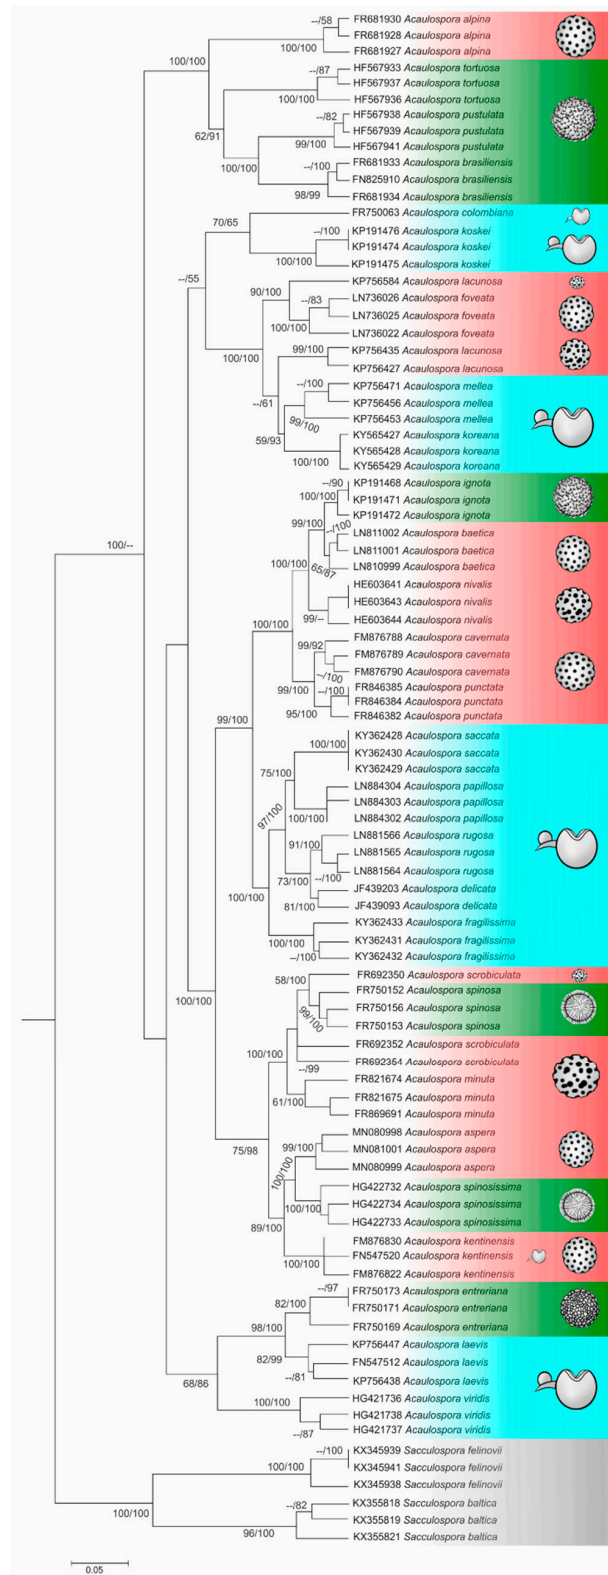 --/58
FR681930 Acaulospora alpina
FR681928 Acaulospora alpina
100/100
FR681927 Acaulospora alpina
100/100
--/87
HF567933 Acaulospora tortuosa
HF567937 Acaulospora tortuosa
100/100
HF567936 Acaulospora tortuosa
--/82
HF567938 Acaulospora pustulata
62/91
HF567939 Acaulospora pustulata
99/100
HF567941 Acaulospora pustulata
100/100
--/100
FR681933 Acaulospora brasiliensis
FN825910 Acaulospora brasiliensis
98/99
FR681934 Acaulospora brasiliensis
70/65
FR750063 Acaulospora colombiana
--/100
KP191476 Acaulospora koskei
KP191474 Acaulospora koskei
100/100
KP191475 Acaulospora koskei
--/55
KP756584 Acaulospora lacunosa
90/100
--/83
LN736026 Acaulospora foveata
LN736025 Acaulospora foveata
100/100
LN736022 Acaulospora foveata
100/100
99/100
KP756435 Acaulospora lacunosa
KP756427 Acaulospora lacunosa
--/61
--/100
KP756471 Acaulospora mellea
KP756456 Acaulospora mellea
99/100
KP756453 Acaulospora mellea
59/93
KY565427 Acaulospora koreana
KY565428 Acaulospora koreana
100/100
KY565429 Acaulospora koreana
--/90
KP191468 Acaulospora ignota
100/100
KP191471 Acaulospora ignota
KP191472 Acaulospora ignota
99/100
--/100
LN811002 Acaulospora baetica
100/--
LN811001 Acaulospora baetica
65/87
LN810999 Acaulospora baetica
100/100
HE603641 Acaulospora nivalis
HE603643 Acaulospora nivalis
99/--
HE603644 Acaulospora nivalis
100/100
99/92
FM876788 Acaulospora cavernata
FM876789 Acaulospora cavernata
--/100
FM876790 Acaulospora cavernata
99/100
--/100
FR846385 Acaulospora punctata
FR846384 Acaulospora punctata
95/100
FR846382 Acaulospora punctata
99/100
KY362428 Acaulospora saccata
100/100
KY362430 Acaulospora saccata
KY362429 Acaulospora saccata
75/100
LN884304 Acaulospora papillosa
LN884303 Acaulospora papillosa
100/100
LN884302 Acaulospora papillosa
97/100
LN881566 Acaulospora rugosa
91/100
LN881565 Acaulospora rugosa
--/100
LN881564 Acaulospora rugosa
73/100
JF439203 Acaulospora delicata
81/100
JF439093 Acaulospora delicata
100/100
KY362433 Acaulospora fragilissima
100/100
KY362431 Acaulospora fragilissima
--/100
KY362432 Acaulospora fragilissima
100/100
58/100
FR692350 Acaulospora scrobiculata
FR750152 Acaulospora spinosa
FR750156 Acaulospora spinosa
99/100
FR750153 Acaulospora spinosa
100/100
FR692352 Acaulospora scrobiculata
FR692354 Acaulospora scrobiculata
--/99
FR821674 Acaulospora minuta
61/100
FR821675 Acaulospora minuta
FR869691 Acaulospora minuta
75/98
MN080998 Acaulospora aspera
99/100
MN081001 Acaulospora aspera
MN080999 Acaulospora aspera
100/100
HG422732 Acaulospora spinosissima
100/100
HG422734 Acaulospora spinosissima
HG422733 Acaulospora spinosissima
89/100
FM876830 Acaulospora kentinensis
FN547520 Acaulospora kentinensis
100/100
FM876822 Acaulospora kentinensis
--/97
FR750173 Acaulospora entreriana
82/100
FR750171 Acaulospora entreriana
FR750169 Acaulospora entreriana
98/100
KP756447 Acaulospora laevis
82/99
FN547512 Acaulospora laevis
--/81
KP756438 Acaulospora laevis
68/86
HG421736 Acaulospora viridis
100/100
HG421738 Acaulospora viridis
--/87
HG421737 Acaulospora viridis
--/100
KX345939 Sacculospora felinovii
KX345941 Sacculospora felinovii
100/100
KX345938 Sacculospora felinovii
--/82
KX355818 Sacculospora baltica
100/100
KX355819 Sacculospora baltica
96/100
KX355821 Sacculospora baltica
0.05